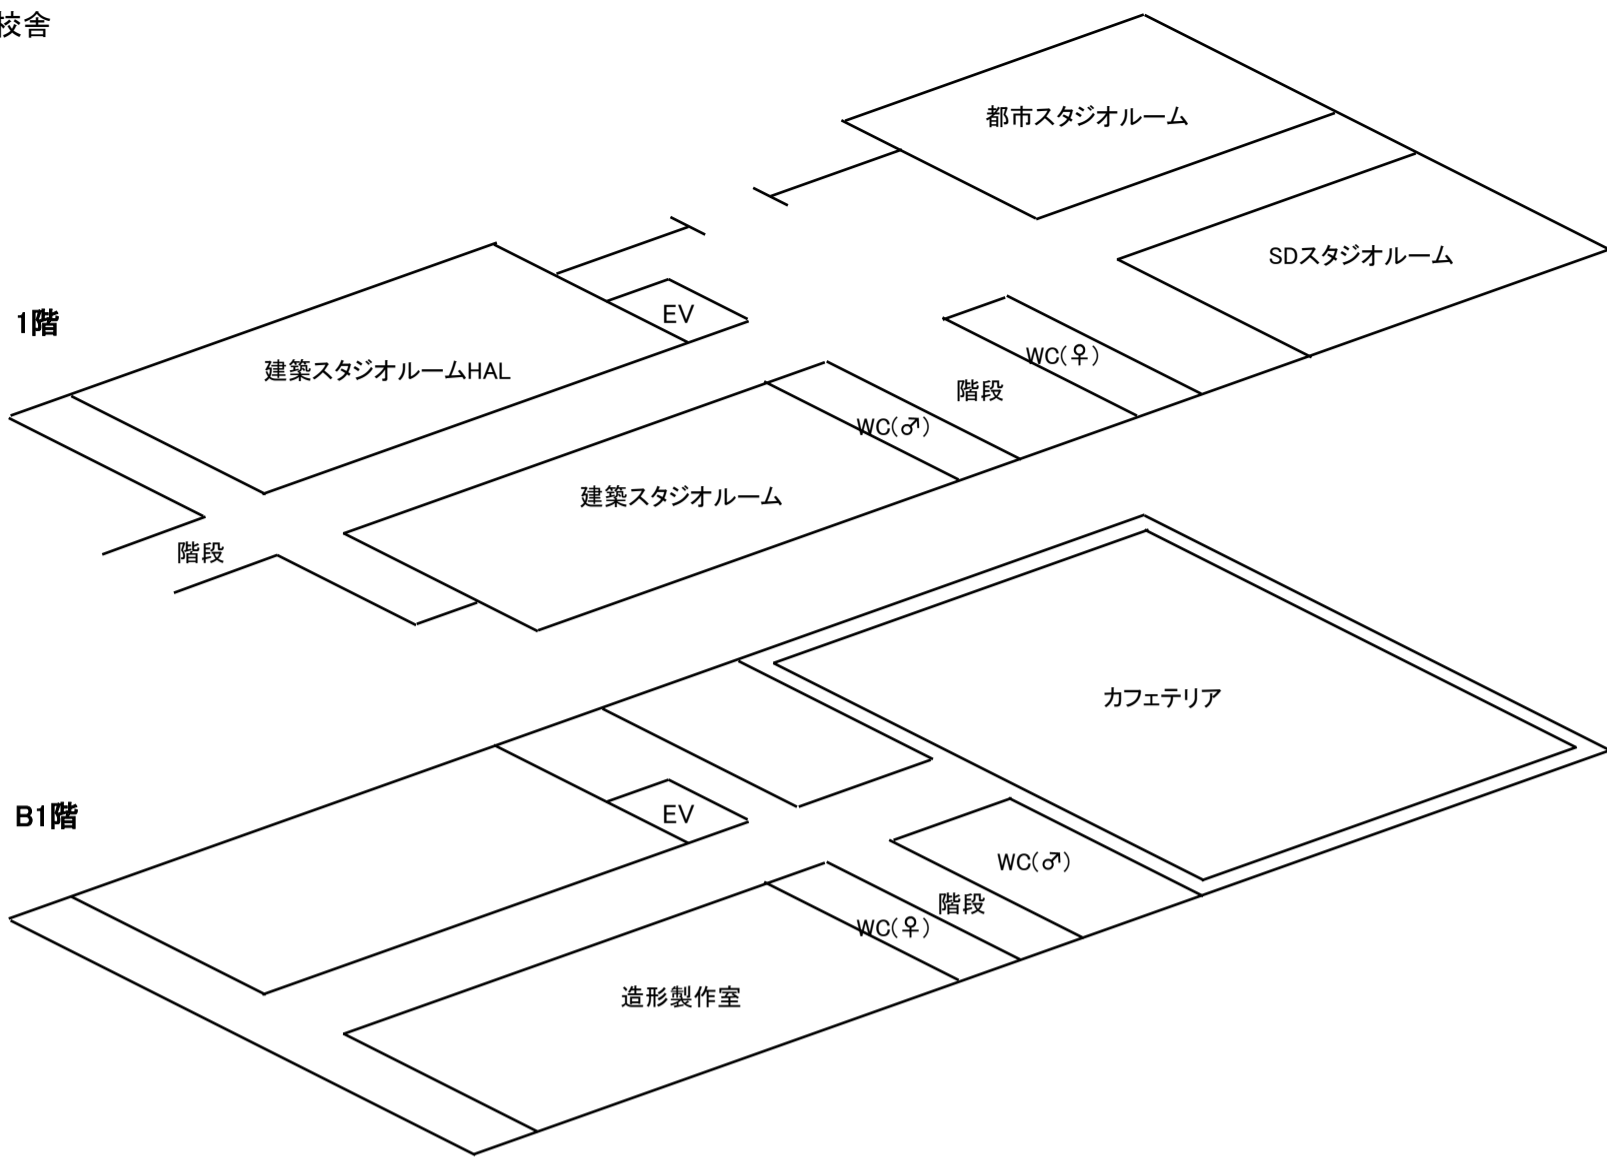 校舎
都市スタジオルーム
SDスタジオルーム
1階
EV
建築スタジオルームHAL
WC(♀)
階段
WC(♂)
建築スタジオルーム
階段
カフェテリア
B1階
EV
WC(♂)
階段
WC(♀)
造形製作室